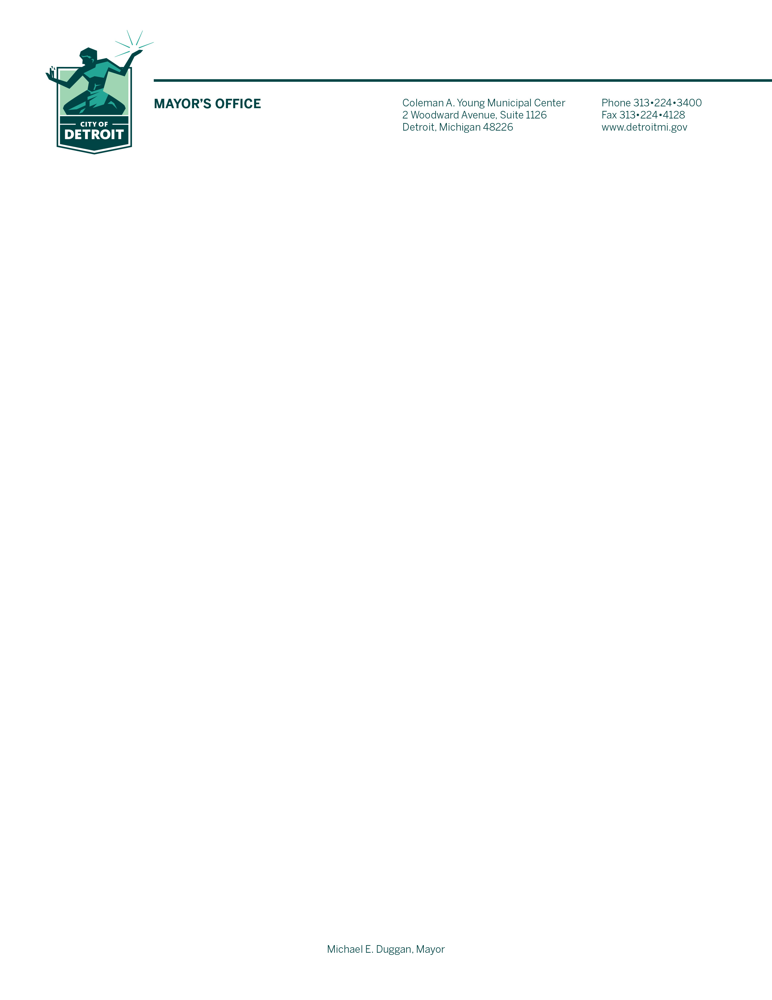 CITY OF
DETROIT
MAYOR’S OFFICE
Coleman A. Young Municipal Center
2 Woodward Avenue, Suite 1126
Detroit, Michigan 48226
Phone 313•224•3400
Fax 313•224•4128
www.detroitmi.gov
Michael E. Duggan, Mayor